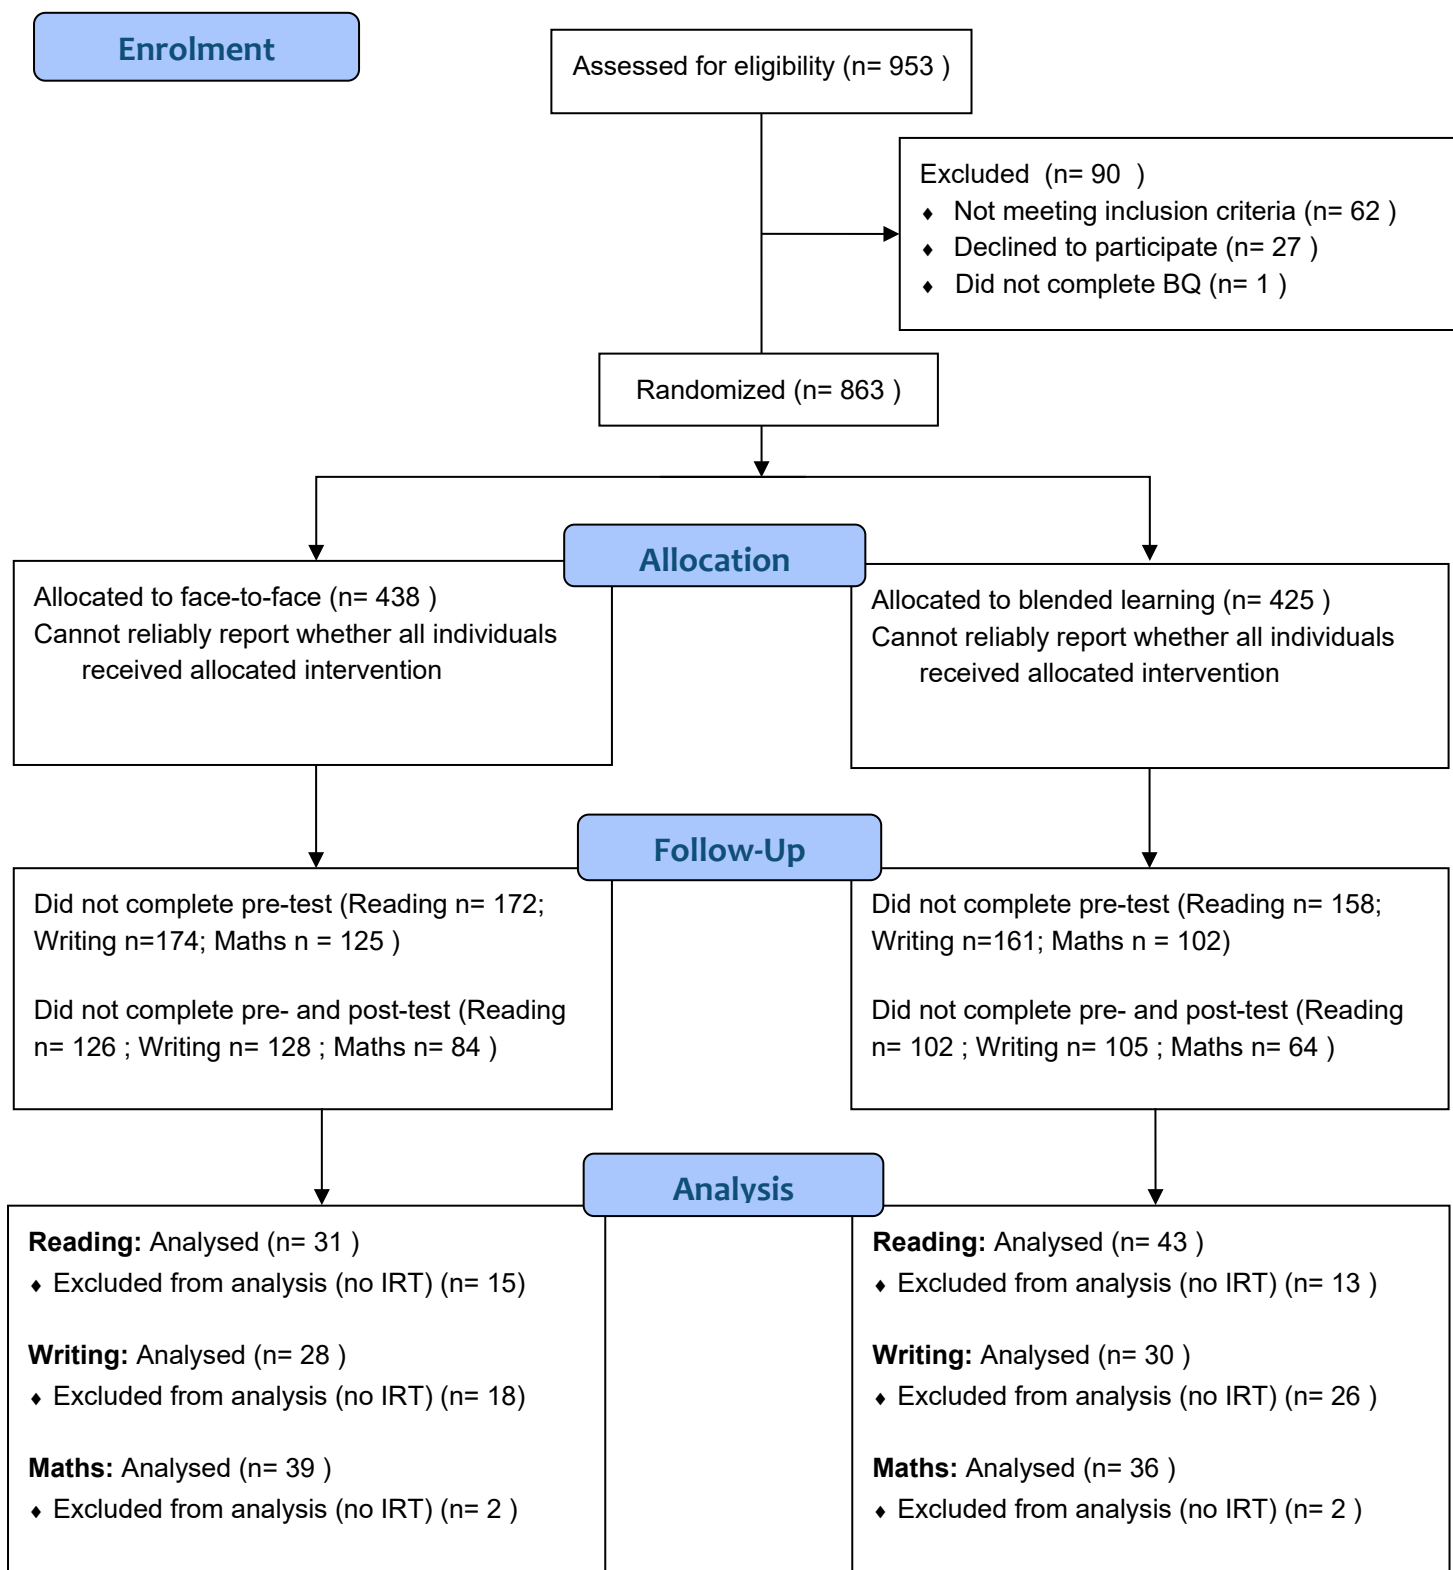 Enrolment
Assessed for eligibility (n= 953 )
Excluded (n= 90 )
♦ Not meeting inclusion criteria (n= 62 )
♦ Declined to participate (n= 27 )
♦ Did not complete BQ (n= 1 )
Randomized (n= 863 )
Allocation
Allocated to face-to-face (n= 438 )
Cannot reliably report whether all individuals
received allocated intervention
Allocated to blended learning (n= 425 )
Cannot reliably report whether all individuals
received allocated intervention
Follow-Up
Did not complete pre-test (Reading n= 172;
Writing n=174; Maths n = 125 )
Did not complete pre- and post-test (Reading
n= 126 ; Writing n= 128 ; Maths n= 84 )
Did not complete pre-test (Reading n= 158;
Writing n=161; Maths n = 102)
Did not complete pre- and post-test (Reading
n= 102 ; Writing n= 105 ; Maths n= 64 )
Analysis
Reading: Analysed (n= 31 )
♦ Excluded from analysis (no IRT) (n= 15)
Writing: Analysed (n= 28 )
♦ Excluded from analysis (no IRT) (n= 18)
Maths: Analysed (n= 39 )
♦ Excluded from analysis (no IRT) (n= 2 )
Reading: Analysed (n= 43 )
♦ Excluded from analysis (no IRT) (n= 13 )
Writing: Analysed (n= 30 )
♦ Excluded from analysis (no IRT) (n= 26 )
Maths: Analysed (n= 36 )
♦ Excluded from analysis (no IRT) (n= 2 )